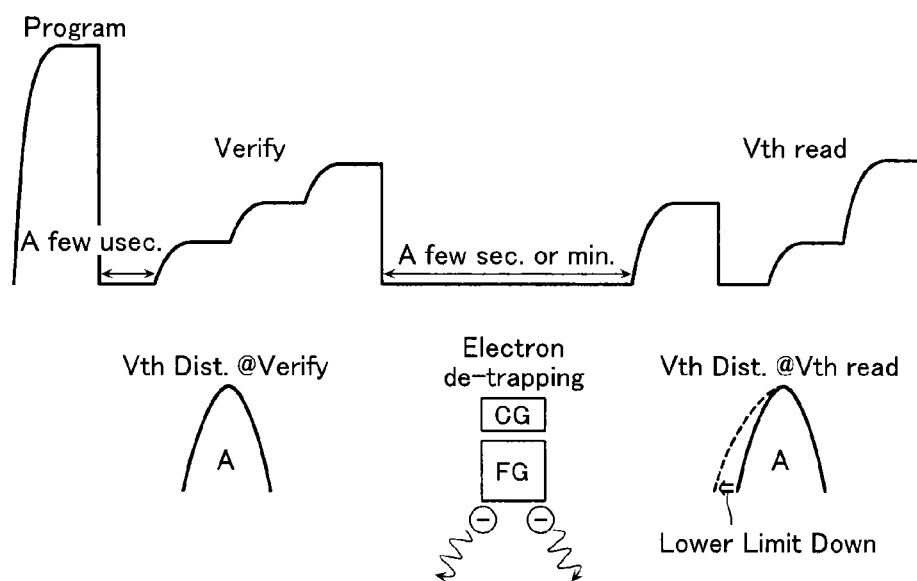 Program
Verify
Vth read
A few usec.
A few sec. or min.
Vth Dist. @Verify
Electron
de-trapping
Vth Dist. @Vth read
CG
A
FG
A
−
−
Lower Limit Down